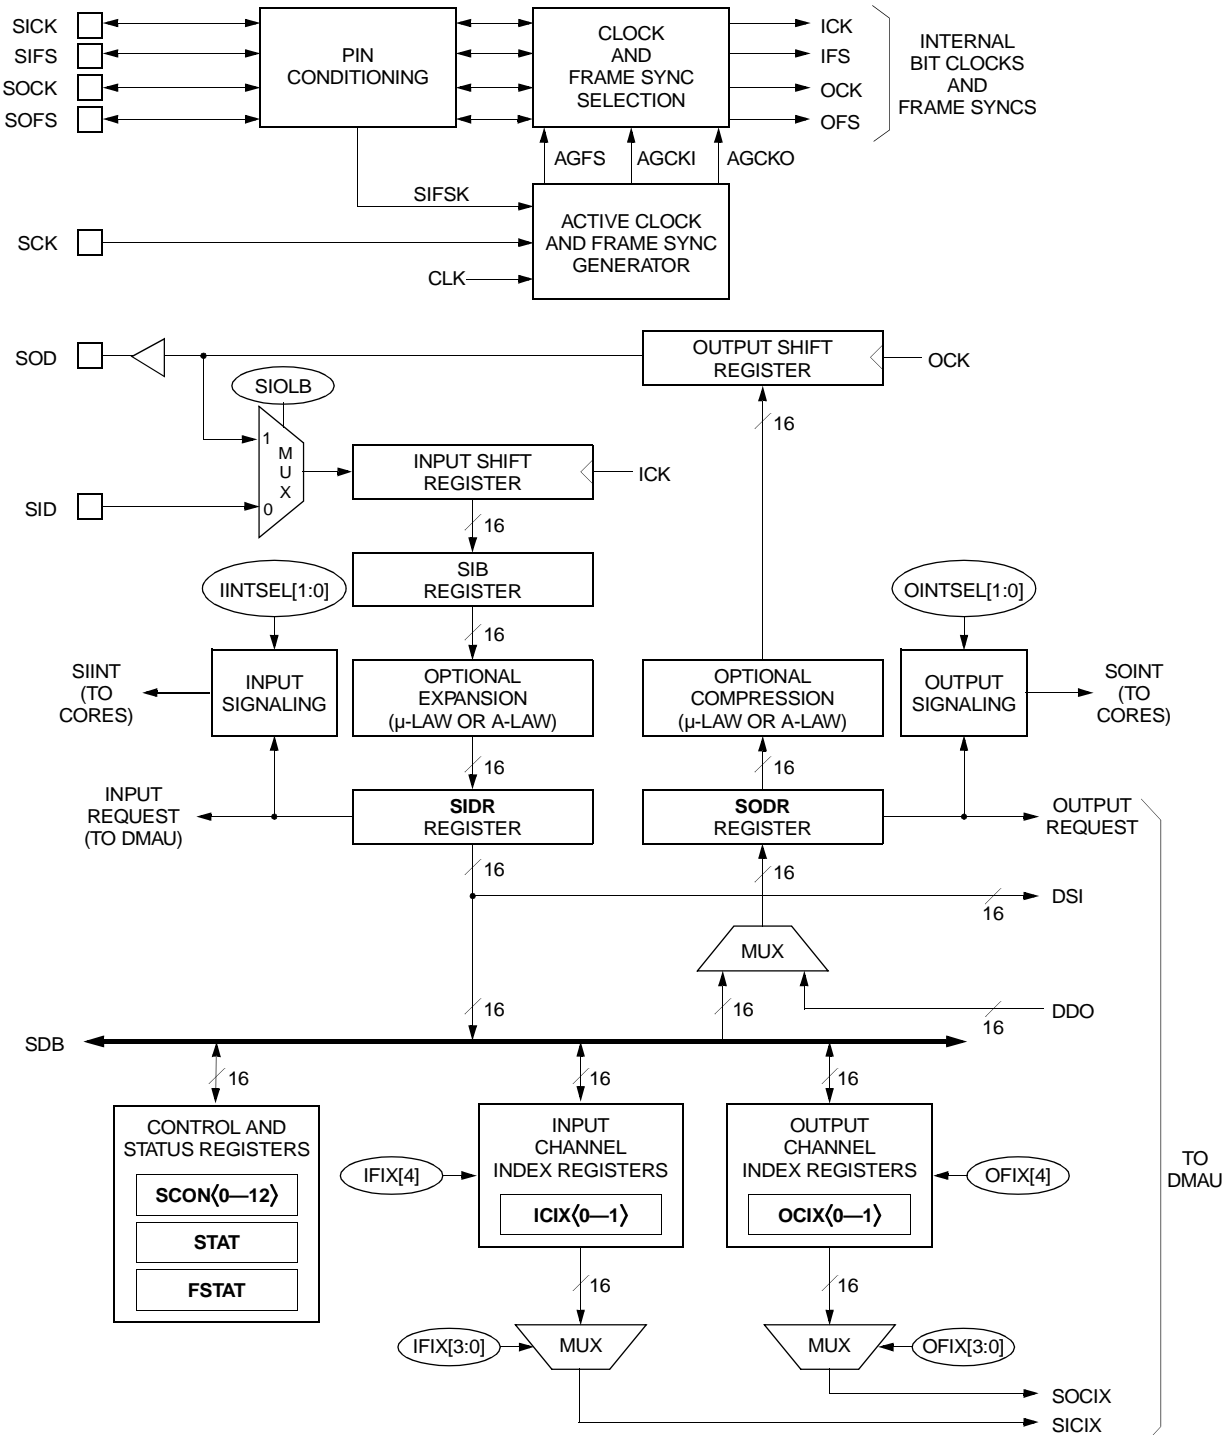 SICK
SIFS
SOCK
SOFS
PIN
CONDITIONING
CLOCK
AND
FRAME SYNC
SELECTION
ICK
IFS
OCK
OFS
INTERNAL
BIT CLOCKS
AND
FRAME SYNCS
AGFS
AGCKI
AGCKO
SIFSK
SCK
CLK
ACTIVE CLOCK
AND FRAME SYNC
GENERATOR
SOD
OUTPUT SHIFT
REGISTER
OCK
SIOLB
16
1
M
U
X
0
INPUT SHIFT
REGISTER
ICK
SID
16
SIB
REGISTER
IINTSEL[1:0]
OINTSEL[1:0]
16
SIINT
(TO
CORES)
INPUT
SIGNALING
OPTIONAL
EXPANSION
(µ-LAW OR A-LAW)
OPTIONAL
COMPRESSION
(µ-LAW OR A-LAW)
OUTPUT
SIGNALING
SOINT
(TO
CORES)
16
16
INPUT
REQUEST
(TO DMAU)
SIDR
REGISTER
SODR
REGISTER
OUTPUT
REQUEST
16
16
DSI
16
MUX
16
16
DDO
16
SDB
16
16
16
CONTROL AND
STATUS REGISTERS
SCON⟨0—12⟩
STAT
FSTAT
IFIX[4]
INPUT
CHANNEL
INDEX REGISTERS
ICIX⟨0—1⟩
OUTPUT
CHANNEL
INDEX REGISTERS
OCIX⟨0—1⟩
OFIX[4]
TO
DMAU
16
16
IFIX[3:0]
MUX
MUX
OFIX[3:0]
SOCIX
SICIX